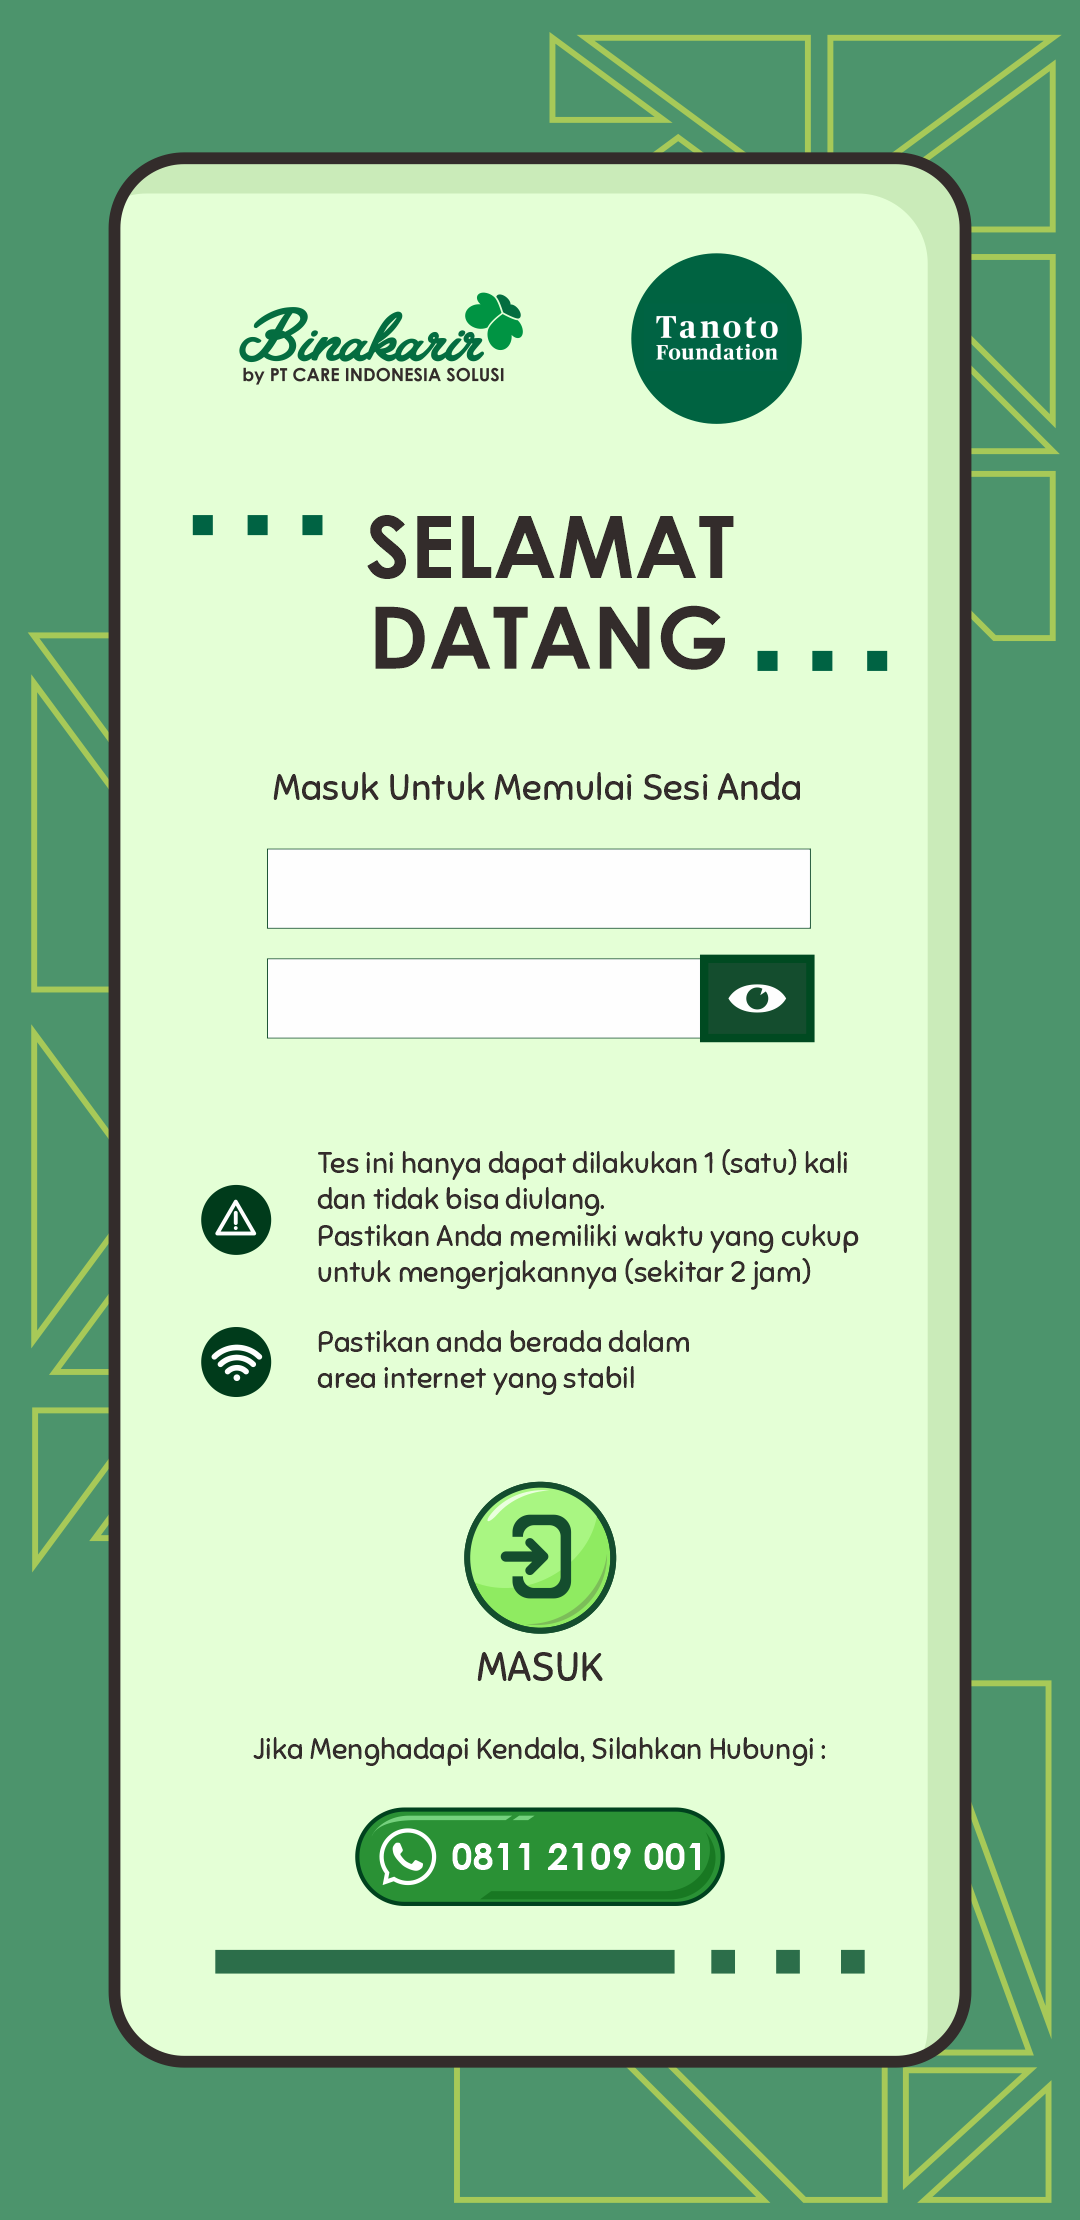 Binakarir
by PT CARE INDONESIA SOLUSI
Tanoto
Foundation
SELAMAT
DATANG
Masuk Untuk Memulai Sesi Anda
Tes ini hanya dapat dilakukan 1 (satu) kali
dan tidak bisa diulang.
Pastikan Anda memiliki waktu yang cukup
untuk mengerjakannya (sekitar 2 jam)
Pastikan anda berada dalam
area internet yang stabil
MASUK
Jika Menghadapi Kendala, Silahkan Hubungi :
0811 2109 001